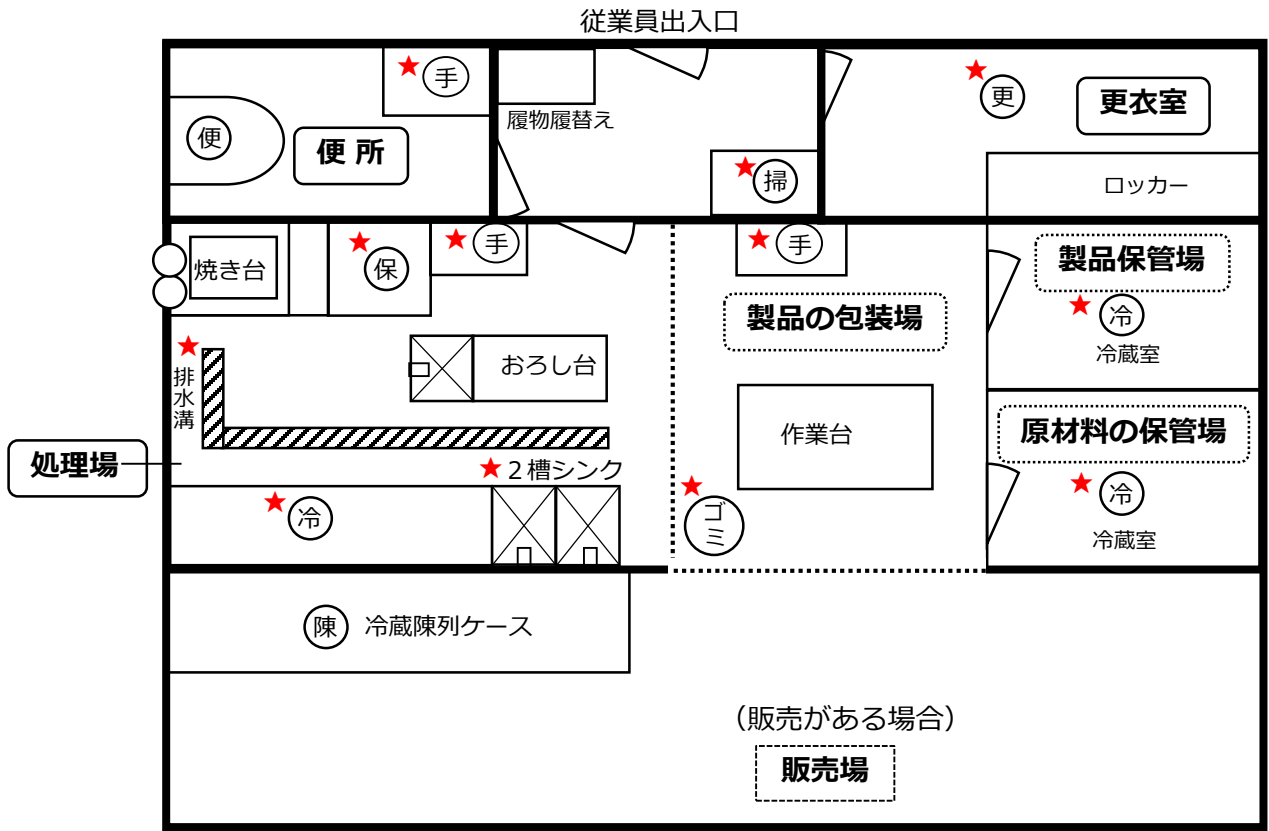 従業員出入口
★手
便
便 所
履物履替え
★掃
★更
更衣室
ロッカー
焼き台
★保
★手
★手
製品の包装場
製品保管場
★冷
冷蔵室
おろし台
★
排水溝
作業台
原材料の保管場
★冷
冷蔵室
処理場
★２槽シンク
★冷
★
ゴミ
陳 冷蔵陳列ケース
（販売がある場合）
販売場